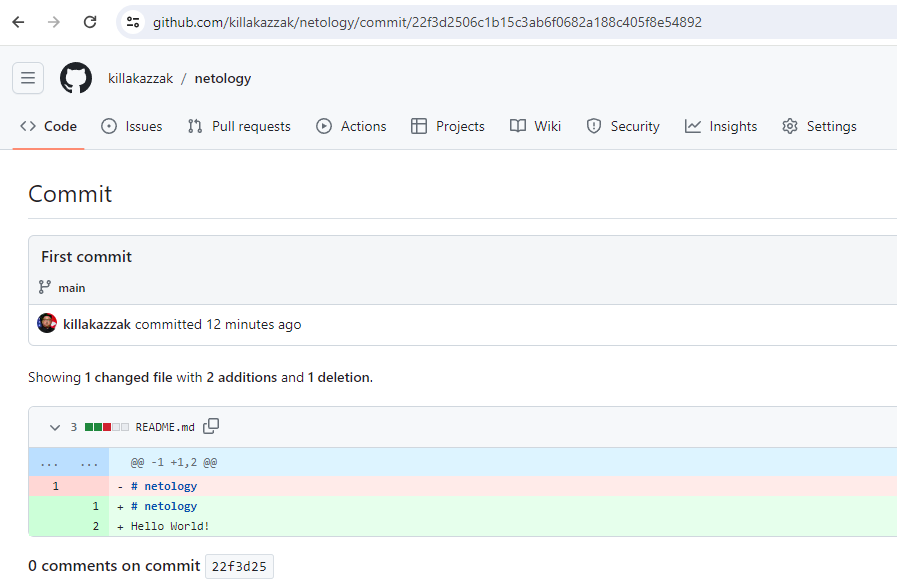 github.com/killakazzak/netology/commit/22f3d2506c1b15c3ab6f0682a188c405f8e54892
killakazzak / netology
Code Issues Pull requests Actions Projects Wiki Security Insights Settings
Commit
First commit
main
killakazzak committed 12 minutes ago
Showing 1 changed file with 2 additions and 1 deletion.
3 README.md
... ... @@ -1 +1,2 @@
1 - # netology
1 + # netology
2 + Hello World!
0 comments on commit 22f3d25